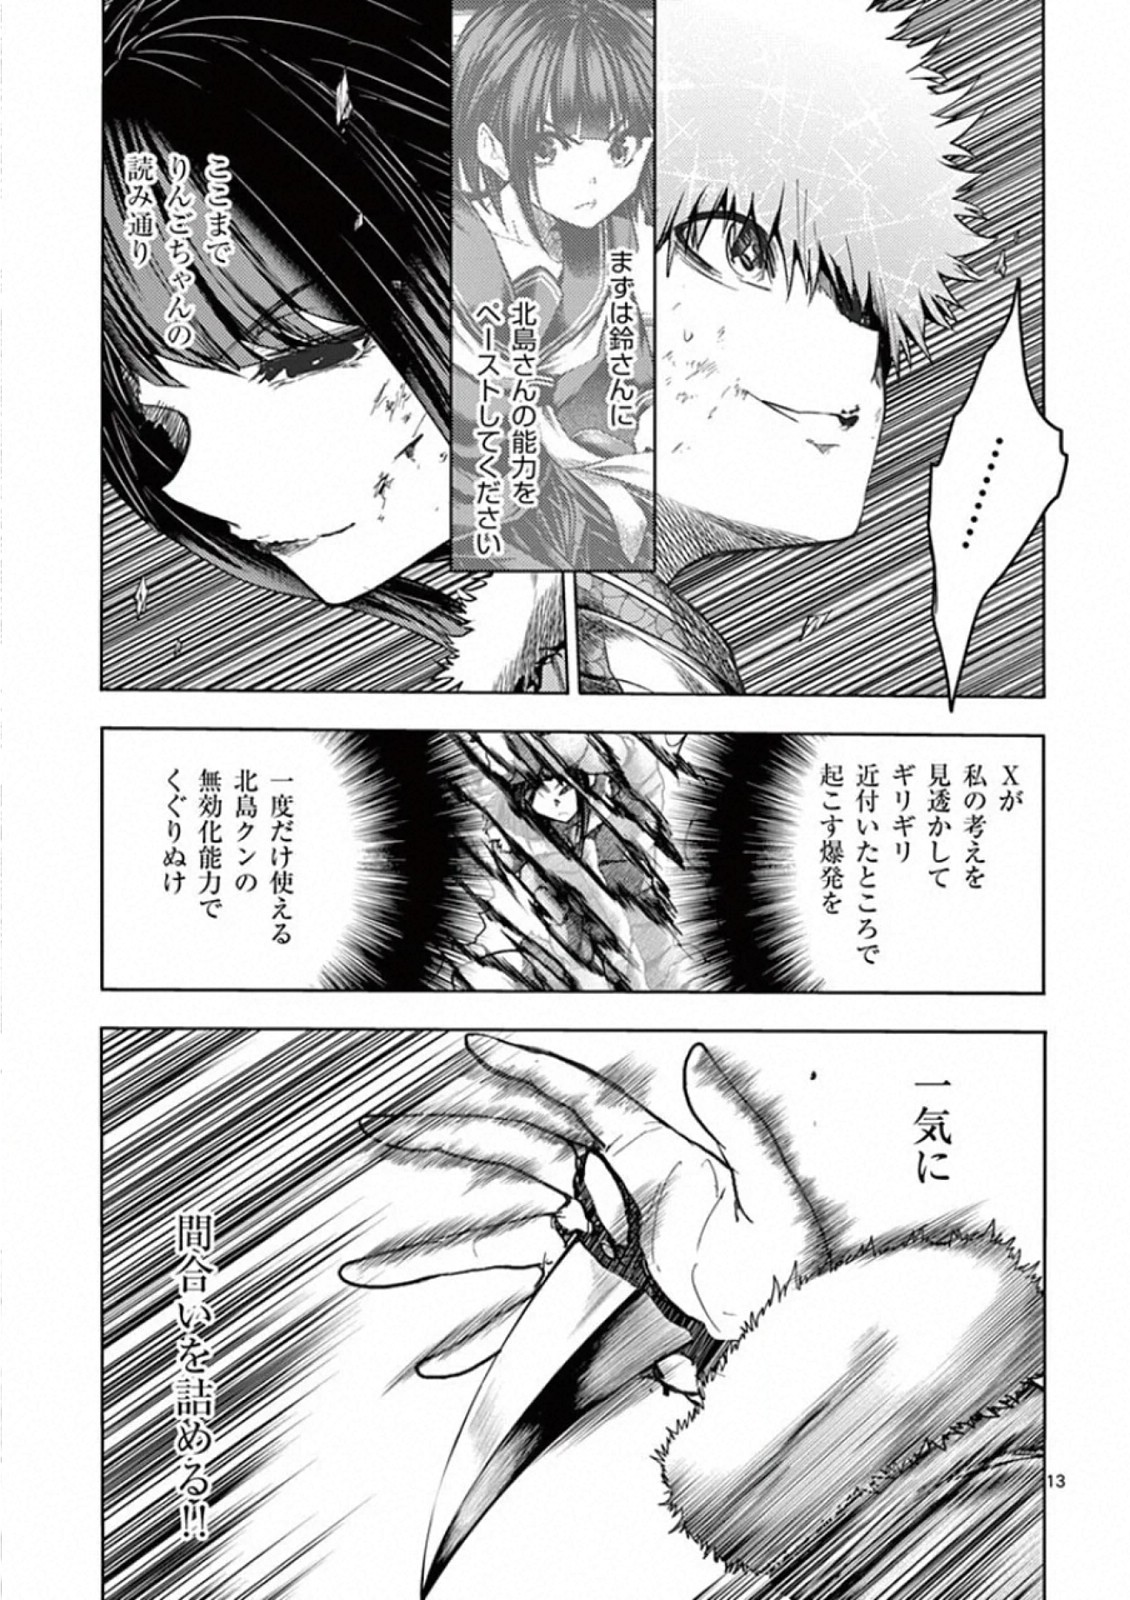 ……
まずは鈴さんに
北島さんの能力を
ペーストしてください
ここまで
りんごちゃんの
読み通り
Xが
私の考えを
見透かして
ギリギリ
近付いたところで
起こす爆発を
一度だけ使える
北島クンの
無効化能力で
くぐりぬけ
一気に
間合いを詰める!!
13